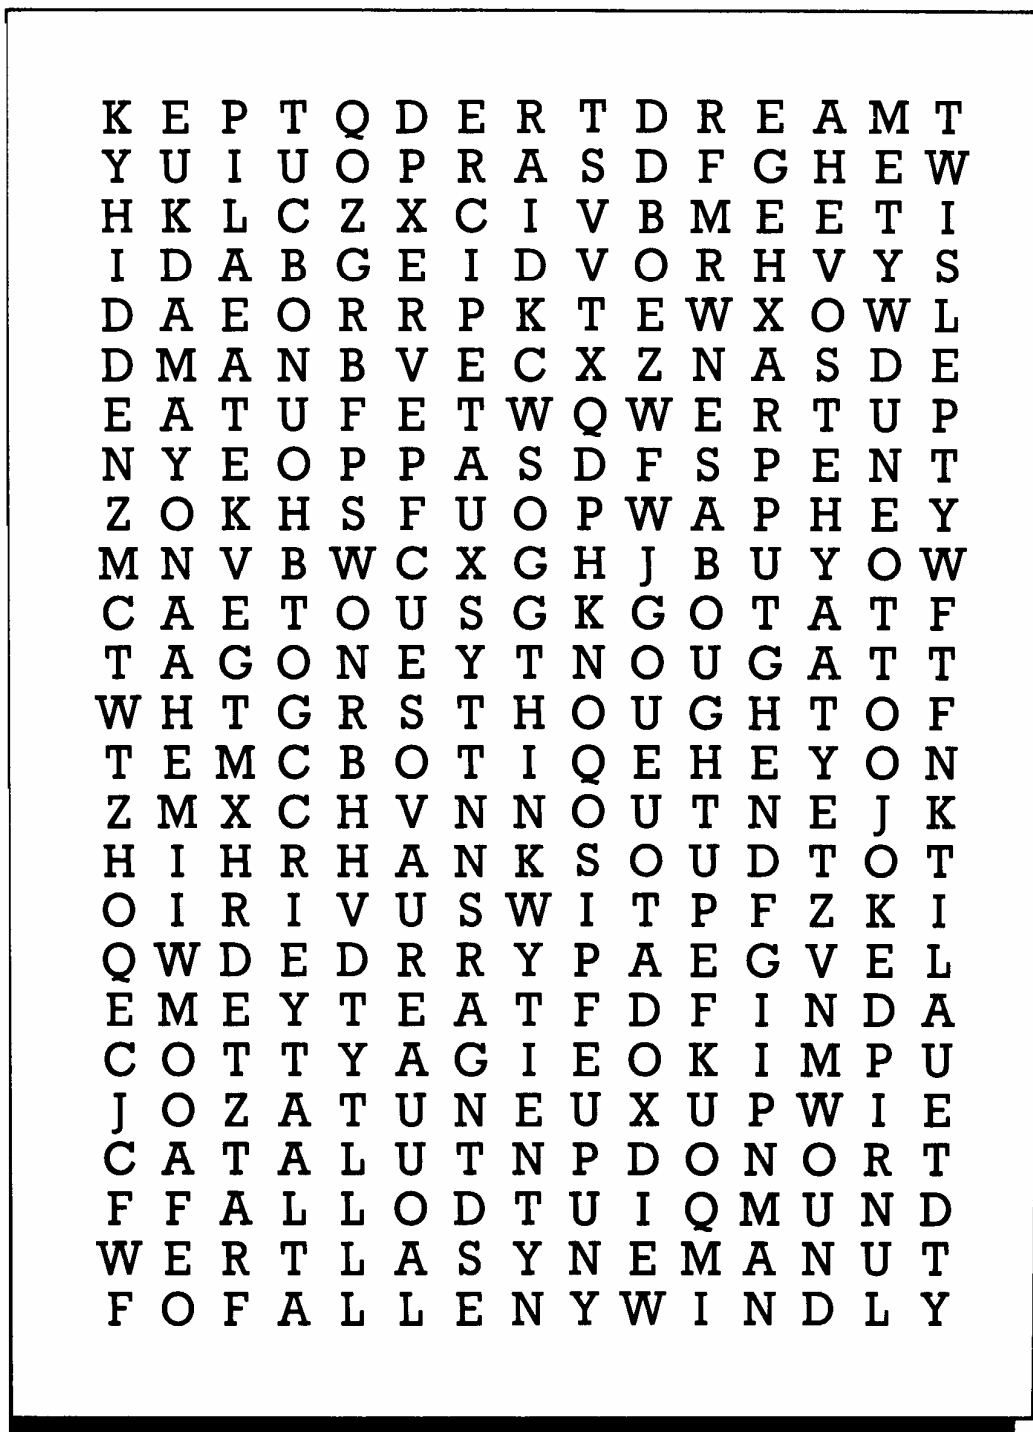 K E P T Q D E R T D R E A M T
Y U I U O P R A S D F G H E W
H K L C Z X C I V B M E E T I
I D A B G E I D V O R H V Y S
D A E O R R P K T E W X O W L
D M A N B V E C X Z N A S D E
E A T U F E T W Q W E R T U P
N Y E O P P A S D F S P E N T
Z O K H S F U O P W A P H E Y
M N V B W C X G H J B U Y O W
C A E T O U S G K G O T A T F
T A G O N E Y T N O U G A T T
W H T G R S T H O U G H T O F
T E M C B O T I Q E H E Y O N
Z M X C H V N N O U T N E J K
H I H R H A N K S O U D T O T
O I R I V U S W I T P F Z K I
Q W D E D R R Y P A E G V E L
E M E Y T E A T F D F I N D A
C O T T Y A G I E O K I M P U
J O Z A T U N E U X U P W I E
C A T A L U T N P D O N O R T
F F A L L O D T U I Q M U N D
W E R T L A S Y N E M A N U T
F O F A L L E N Y W I N D L Y